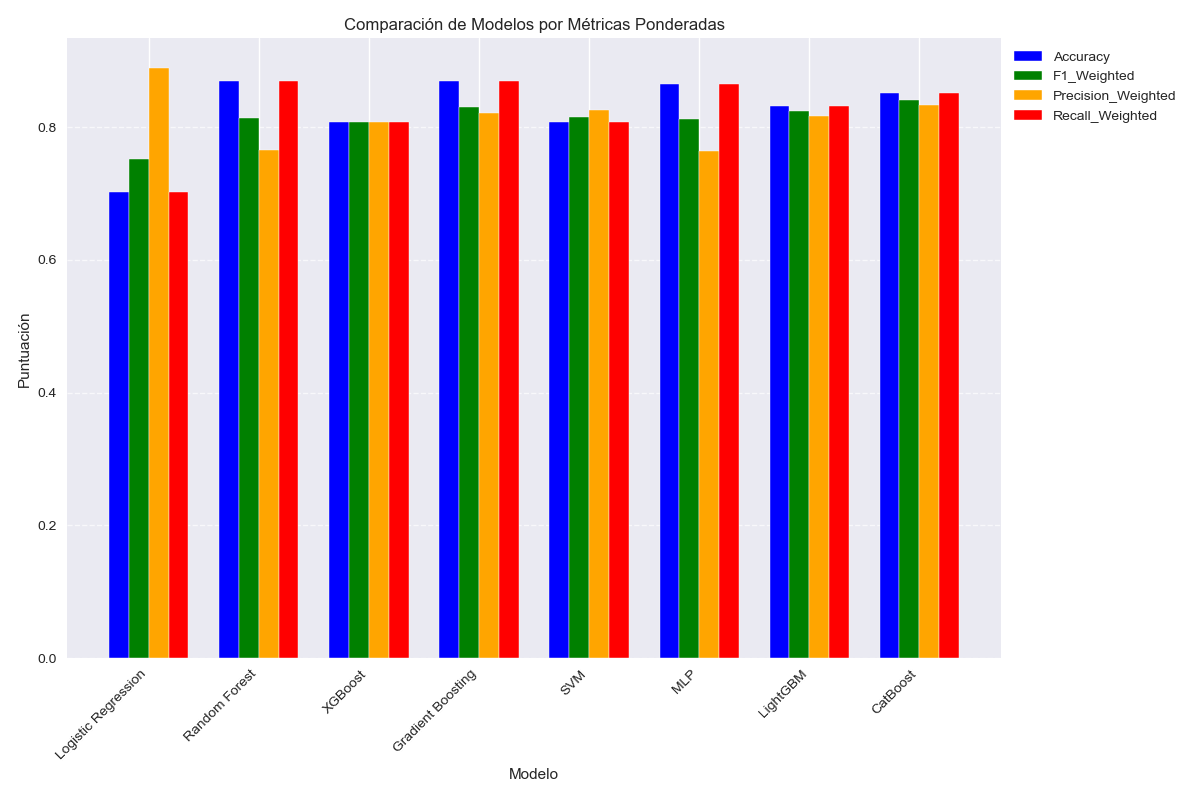 Comparación de Modelos por Métricas Ponderadas
Accuracy
F1_Weighted
Precision_Weighted
Recall_Weighted
Puntuación
0.8
0.6
0.4
0.2
0.0
Logistic Regression
Random Forest
XGBoost
Gradient Boosting
SVM
MLP
LightGBM
CatBoost
Modelo